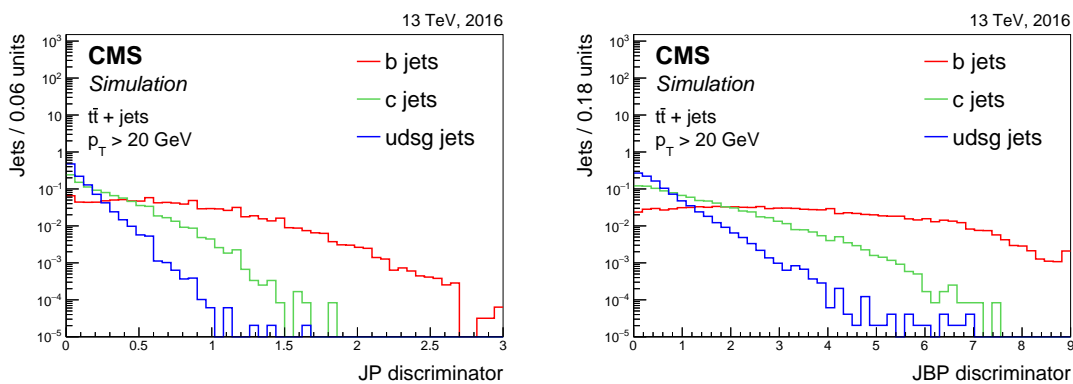 13 TeV, 2016
Jets / 0.06 units
10³
10²
10
1
10⁻¹
10⁻²
10⁻³
10⁻⁴
10⁻⁵
CMS
Simulation
tt̄ + jets
p_T > 20 GeV
b jets
c jets
udsg jets
0 0.5 1 1.5 2 2.5 3
JP discriminator
13 TeV, 2016
Jets / 0.18 units
10³
10²
10
1
10⁻¹
10⁻²
10⁻³
10⁻⁴
10⁻⁵
CMS
Simulation
tt̄ + jets
p_T > 20 GeV
b jets
c jets
udsg jets
0 1 2 3 4 5 6 7 8 9
JBP discriminator